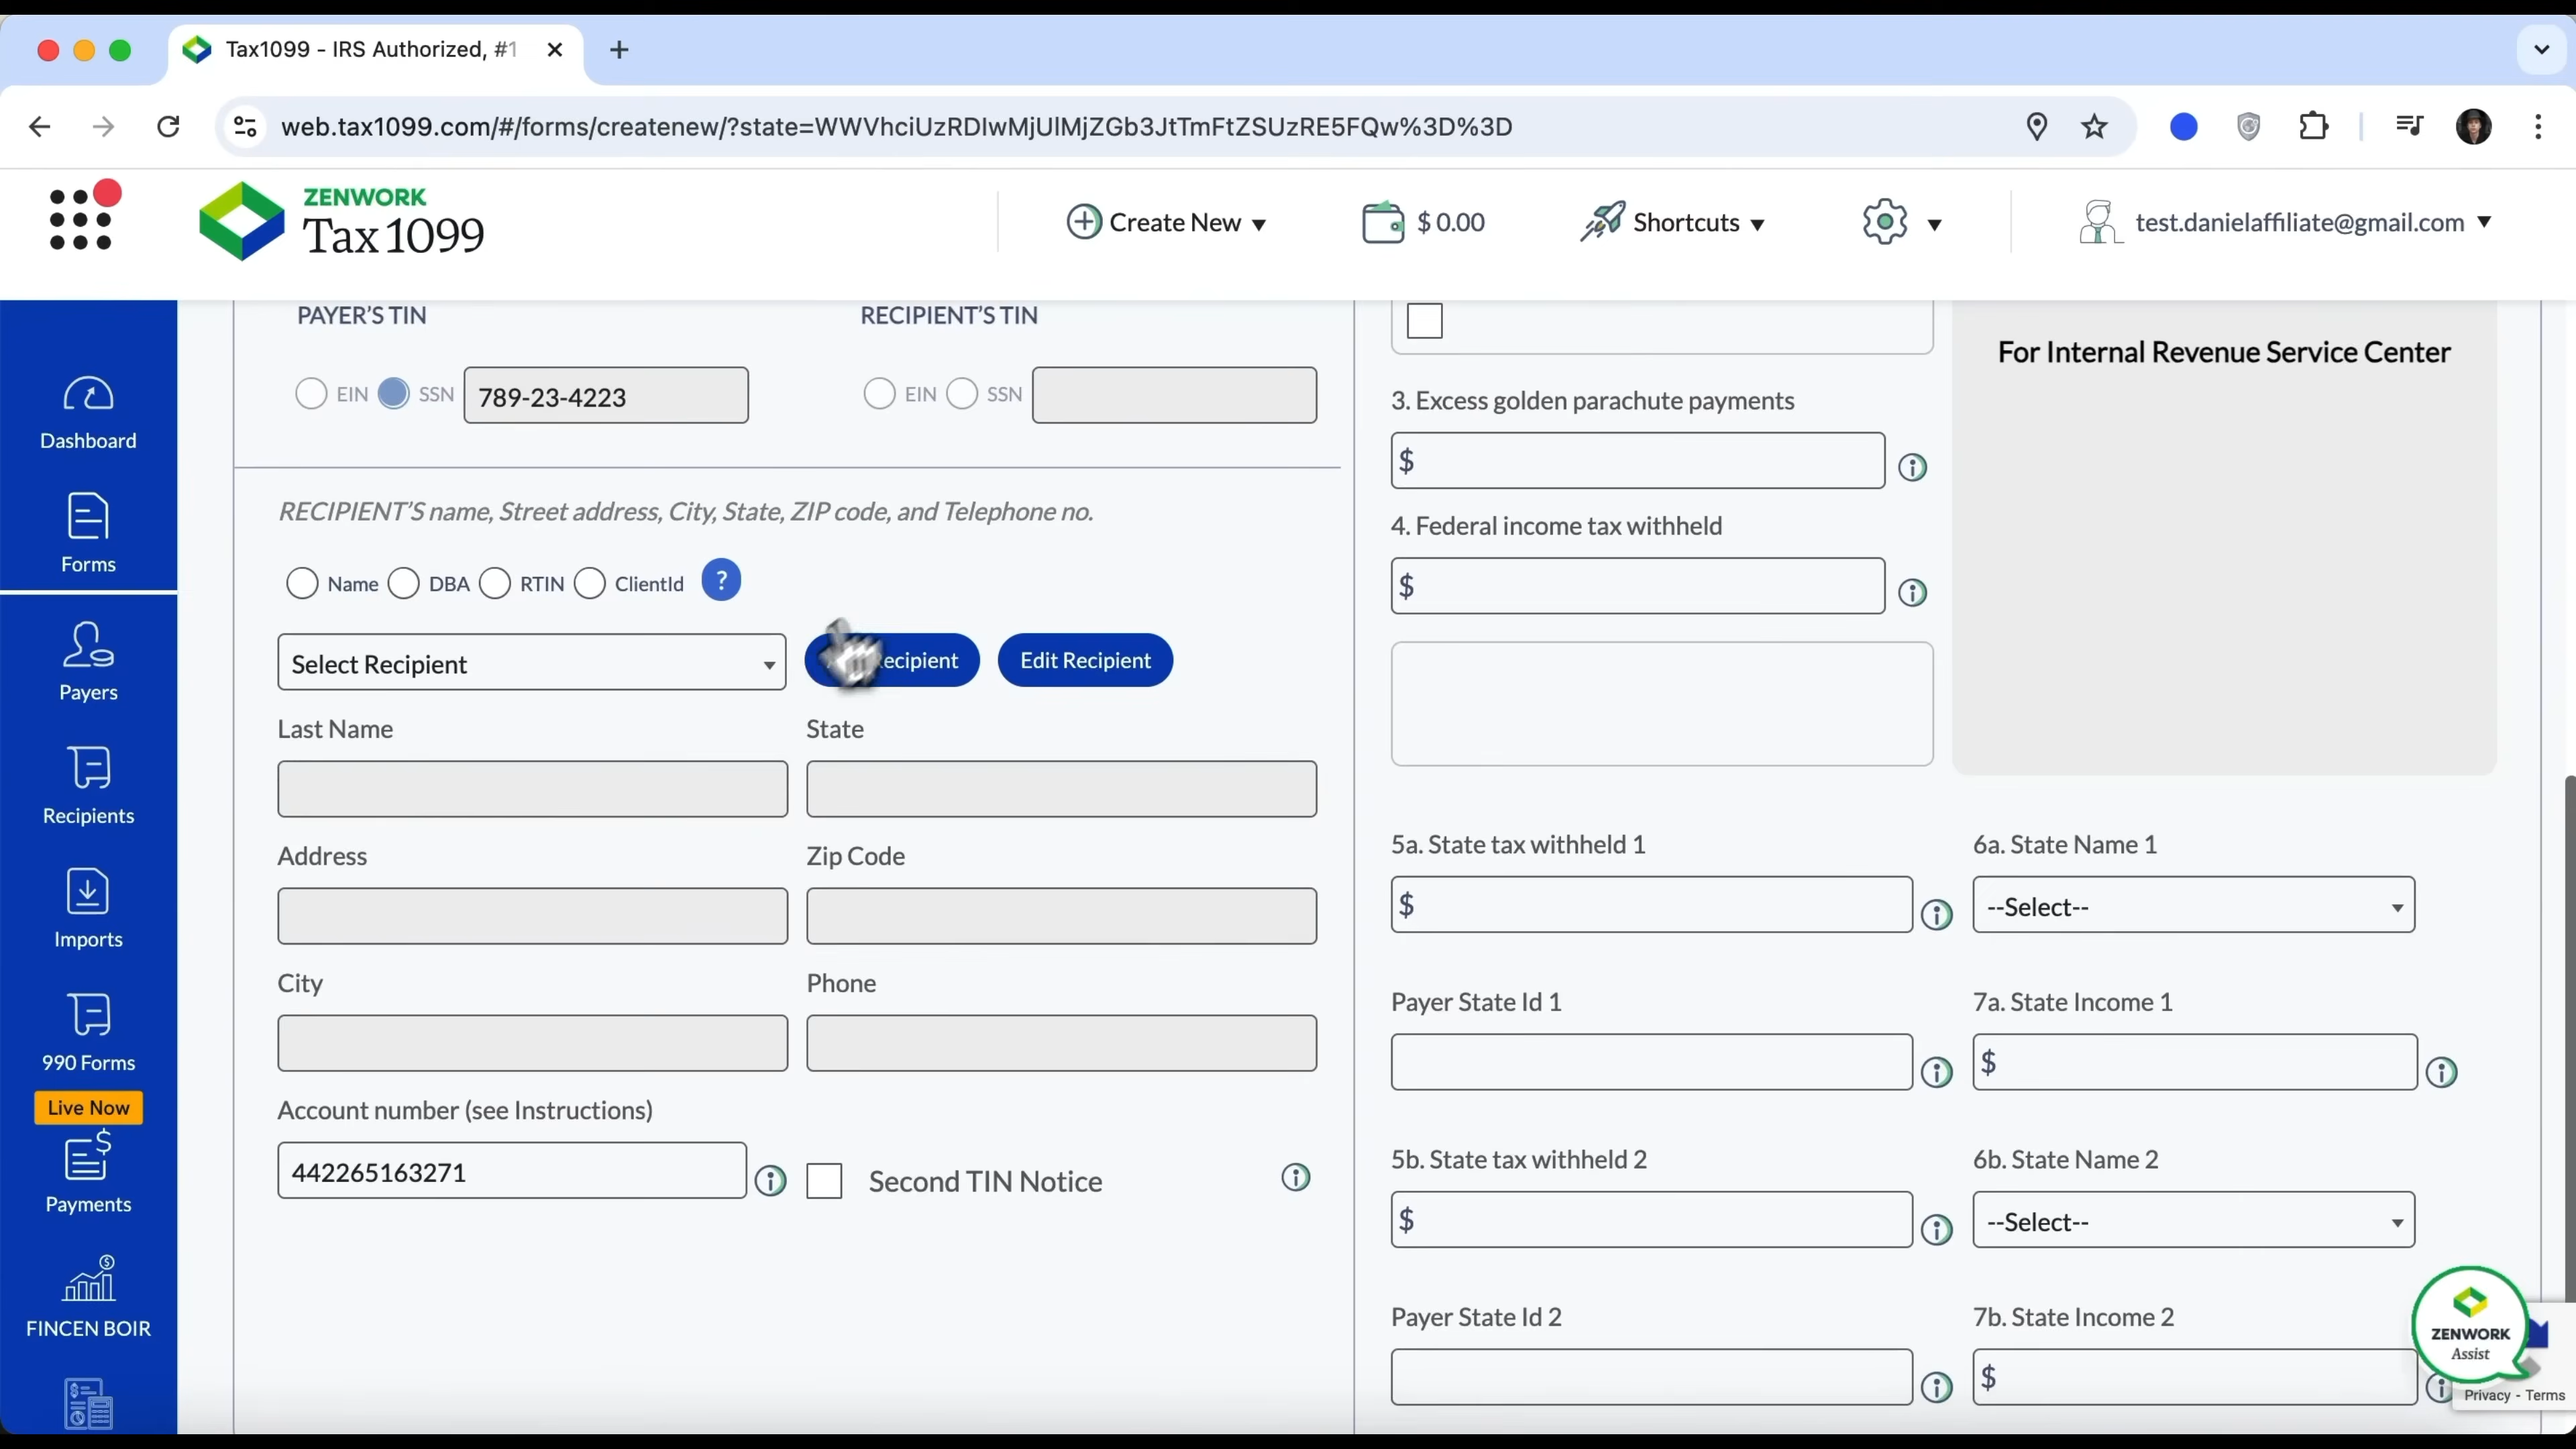 Tax1099 - IRS Authorized, #1
web.tax1099.com/#/forms/createnew/?state=WWVhciUzRDIwMjUlMjZGb3JtTmFtZSUzRE5FQw%3D%3D
ZENWORK
Tax1099
Create New
$ 0.00
Shortcuts
test.danielaffiliate@gmail.com
Dashboard
Forms
Payers
Recipients
Imports
990 Forms
Live Now
Payments
FINCEN BOIR
PAYER'S TIN
RECIPIENT'S TIN
EIN SSN 789-23-4223
EIN SSN
RECIPIENT'S name, Street address, City, State, ZIP code, and Telephone no.
Name DBA RTIN ClientId ?
Select Recipient
Edit Recipient
Last Name
State
Address
Zip Code
City
Phone
Account number (see Instructions)
442265163271
Second TIN Notice
For Internal Revenue Service Center
3. Excess golden parachute payments
$
4. Federal income tax withheld
$
5a. State tax withheld 1
$
6a. State Name 1
--Select--
Payer State Id 1
7a. State Income 1
$
5b. State tax withheld 2
$
6b. State Name 2
--Select--
Payer State Id 2
7b. State Income 2
$
ZENWORK
Assist
Privacy - Terms